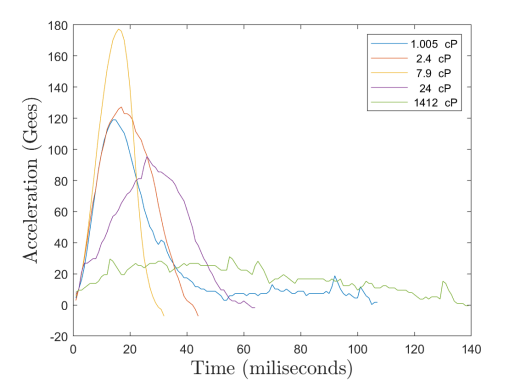 180
160
140
120
100
80
60
40
20
0
-20
Acceleration (Gees)
1.005 cP
2.4 cP
7.9 cP
24 cP
1412 cP
0 20 40 60 80 100 120 140
Time (miliseconds)